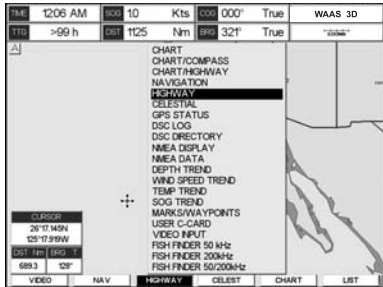 TIME 12:06 AM SOG 1.0 Kts COG 000° True WAAS 3D
TTG >99 h DST 1125 Nm BRG 321° True
A
CHART
CHART/COMPASS
CHART/HIGHWAY
NAVIGATION
HIGHWAY
CELESTIAL
GPS STATUS
DSC LOG
DSC DIRECTORY
NMEA DISPLAY
NMEA DATA
DEPTH TREND
WIND SPEED TREND
TEMP TREND
SOG TREND
MARKS/WAYPOINTS
USER C-CARD
VIDEO INPUT
FISH FINDER 50 kHz
FISH FINDER 200kHz
FISH FINDER 50/200kHz
CURSOR
26°17.145N
125°17.919W
DST Nm BRG T
689.3 128°
VIDEO NAV HIGHWAY CELEST CHART LIST